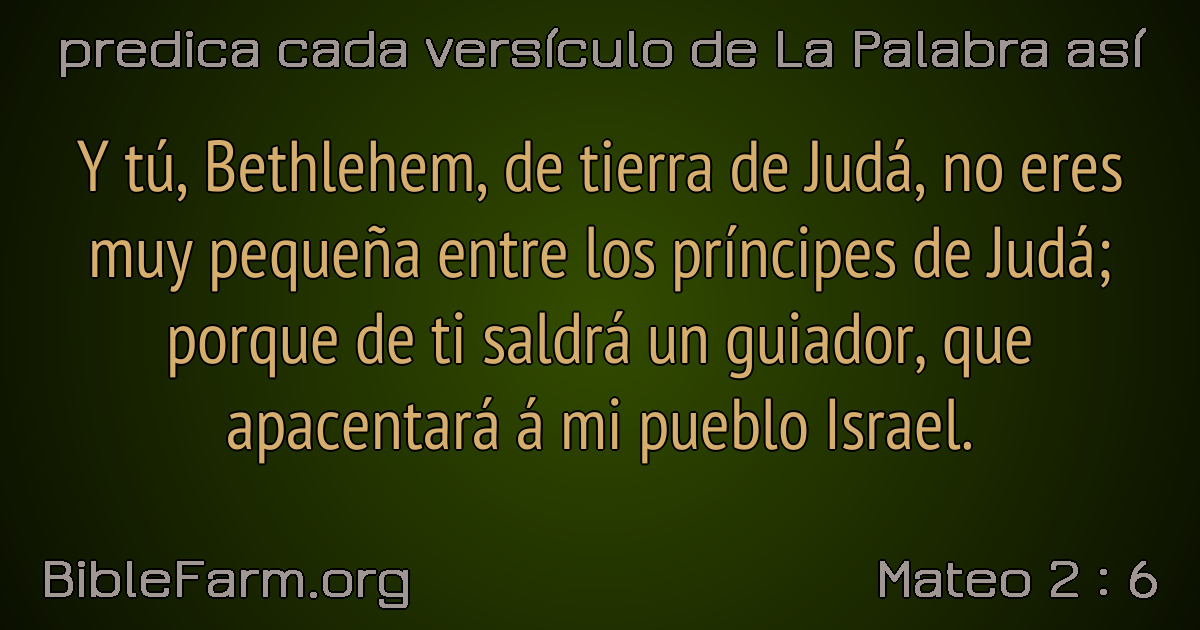 predica cada versículo de La Palabra así
Y tú, Bethlehem, de tierra de Judá, no eres
muy pequeña entre los príncipes de Judá;
porque de ti saldrá un guiador, que
apacentará á mi pueblo Israel.
BibleFarm.org
Mateo 2 : 6